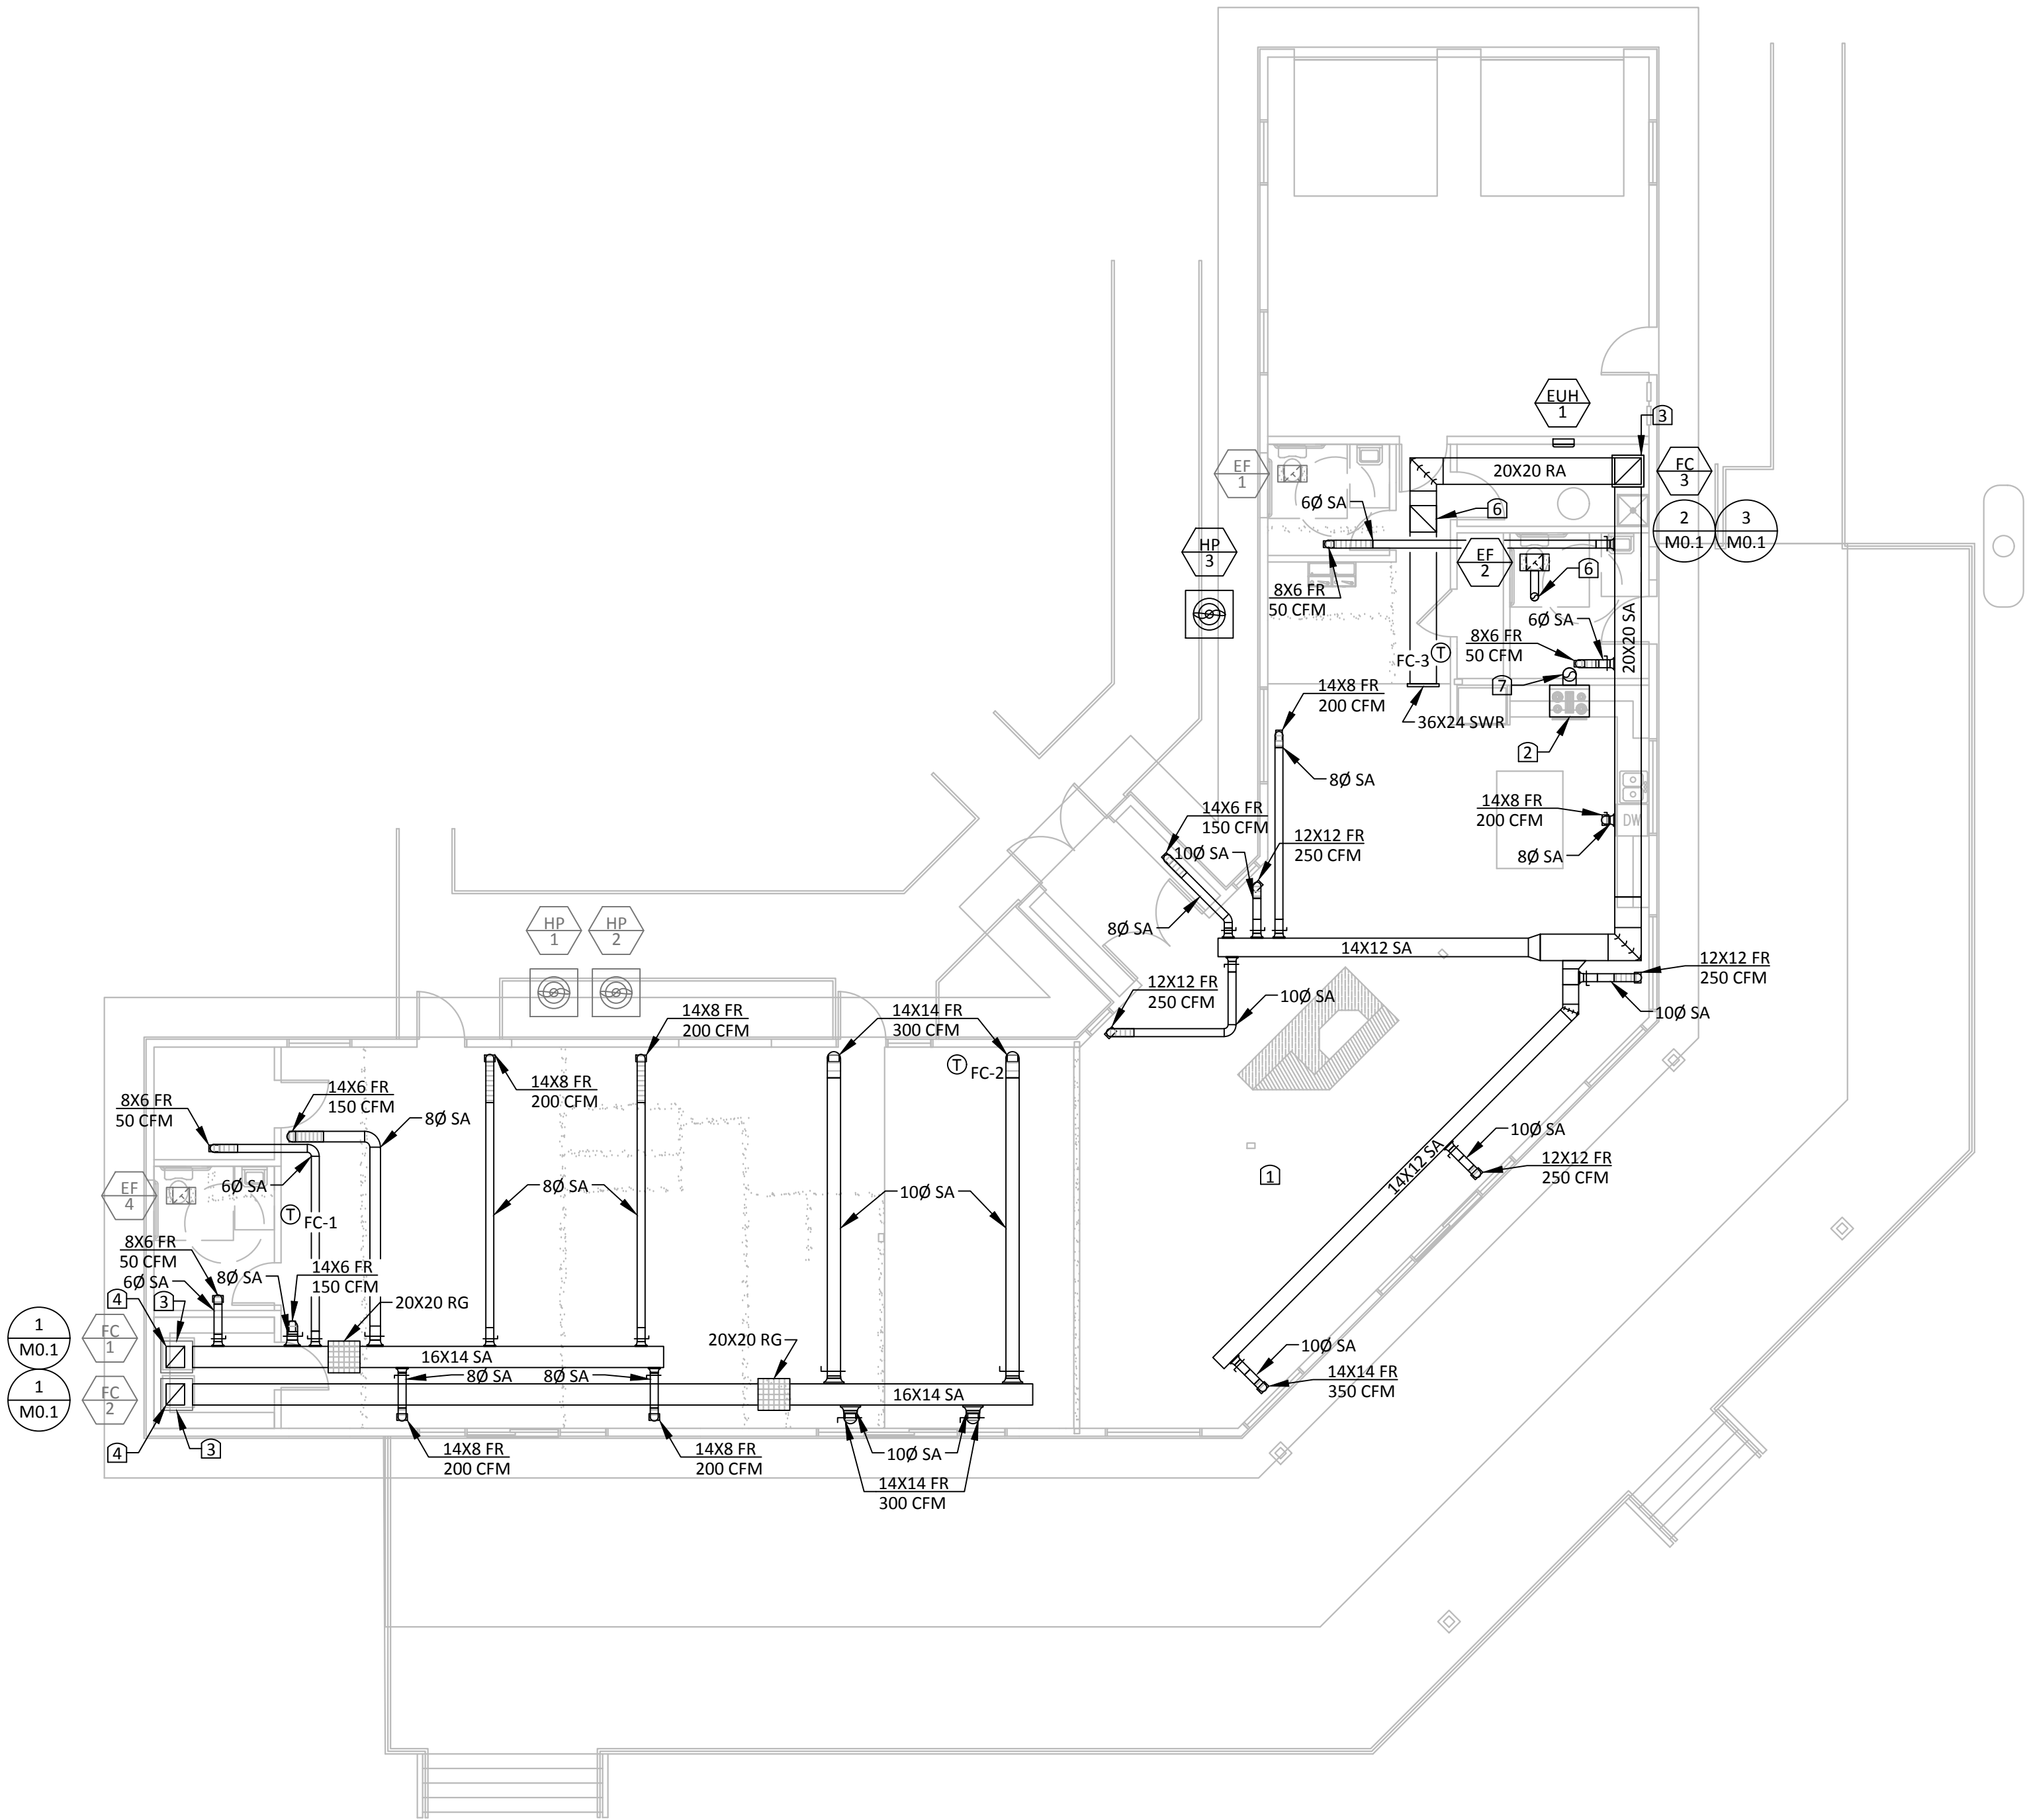 EUH
1
3
EF
1
20X20 RA
FC
3
6Ø SA
6
2
M0.1
3
M0.1
HP
3
EF
2
6
8X6 FR
50 CFM
6Ø SA
20X20 SA
8X6 FR
50 CFM
FC-3
T
7
14X8 FR
200 CFM
36X24 SWR
2
8Ø SA
14X6 FR
150 CFM
14X8 FR
200 CFM
DW
12X12 FR
250 CFM
10Ø SA
8Ø SA
HP
1
HP
2
8Ø SA
14X12 SA
12X12 FR
250 CFM
12X12 FR
250 CFM
10Ø SA
10Ø SA
14X8 FR
200 CFM
14X14 FR
300 CFM
T
FC-2
14X8 FR
200 CFM
14X6 FR
150 CFM
8X6 FR
50 CFM
8Ø SA
10Ø SA
12X12 FR
250 CFM
14X12 SA
1
EF
4
6Ø SA
8Ø SA
10Ø SA
T
FC-1
8X6 FR
50 CFM
6Ø SA
8Ø SA
14X6 FR
150 CFM
4
3
20X20 RG
1
M0.1
FC
1
20X20 RG
16X14 SA
10Ø SA
8Ø SA
8Ø SA
14X14 FR
350 CFM
1
M0.1
FC
2
16X14 SA
4
3
14X8 FR
200 CFM
14X8 FR
200 CFM
10Ø SA
14X14 FR
300 CFM